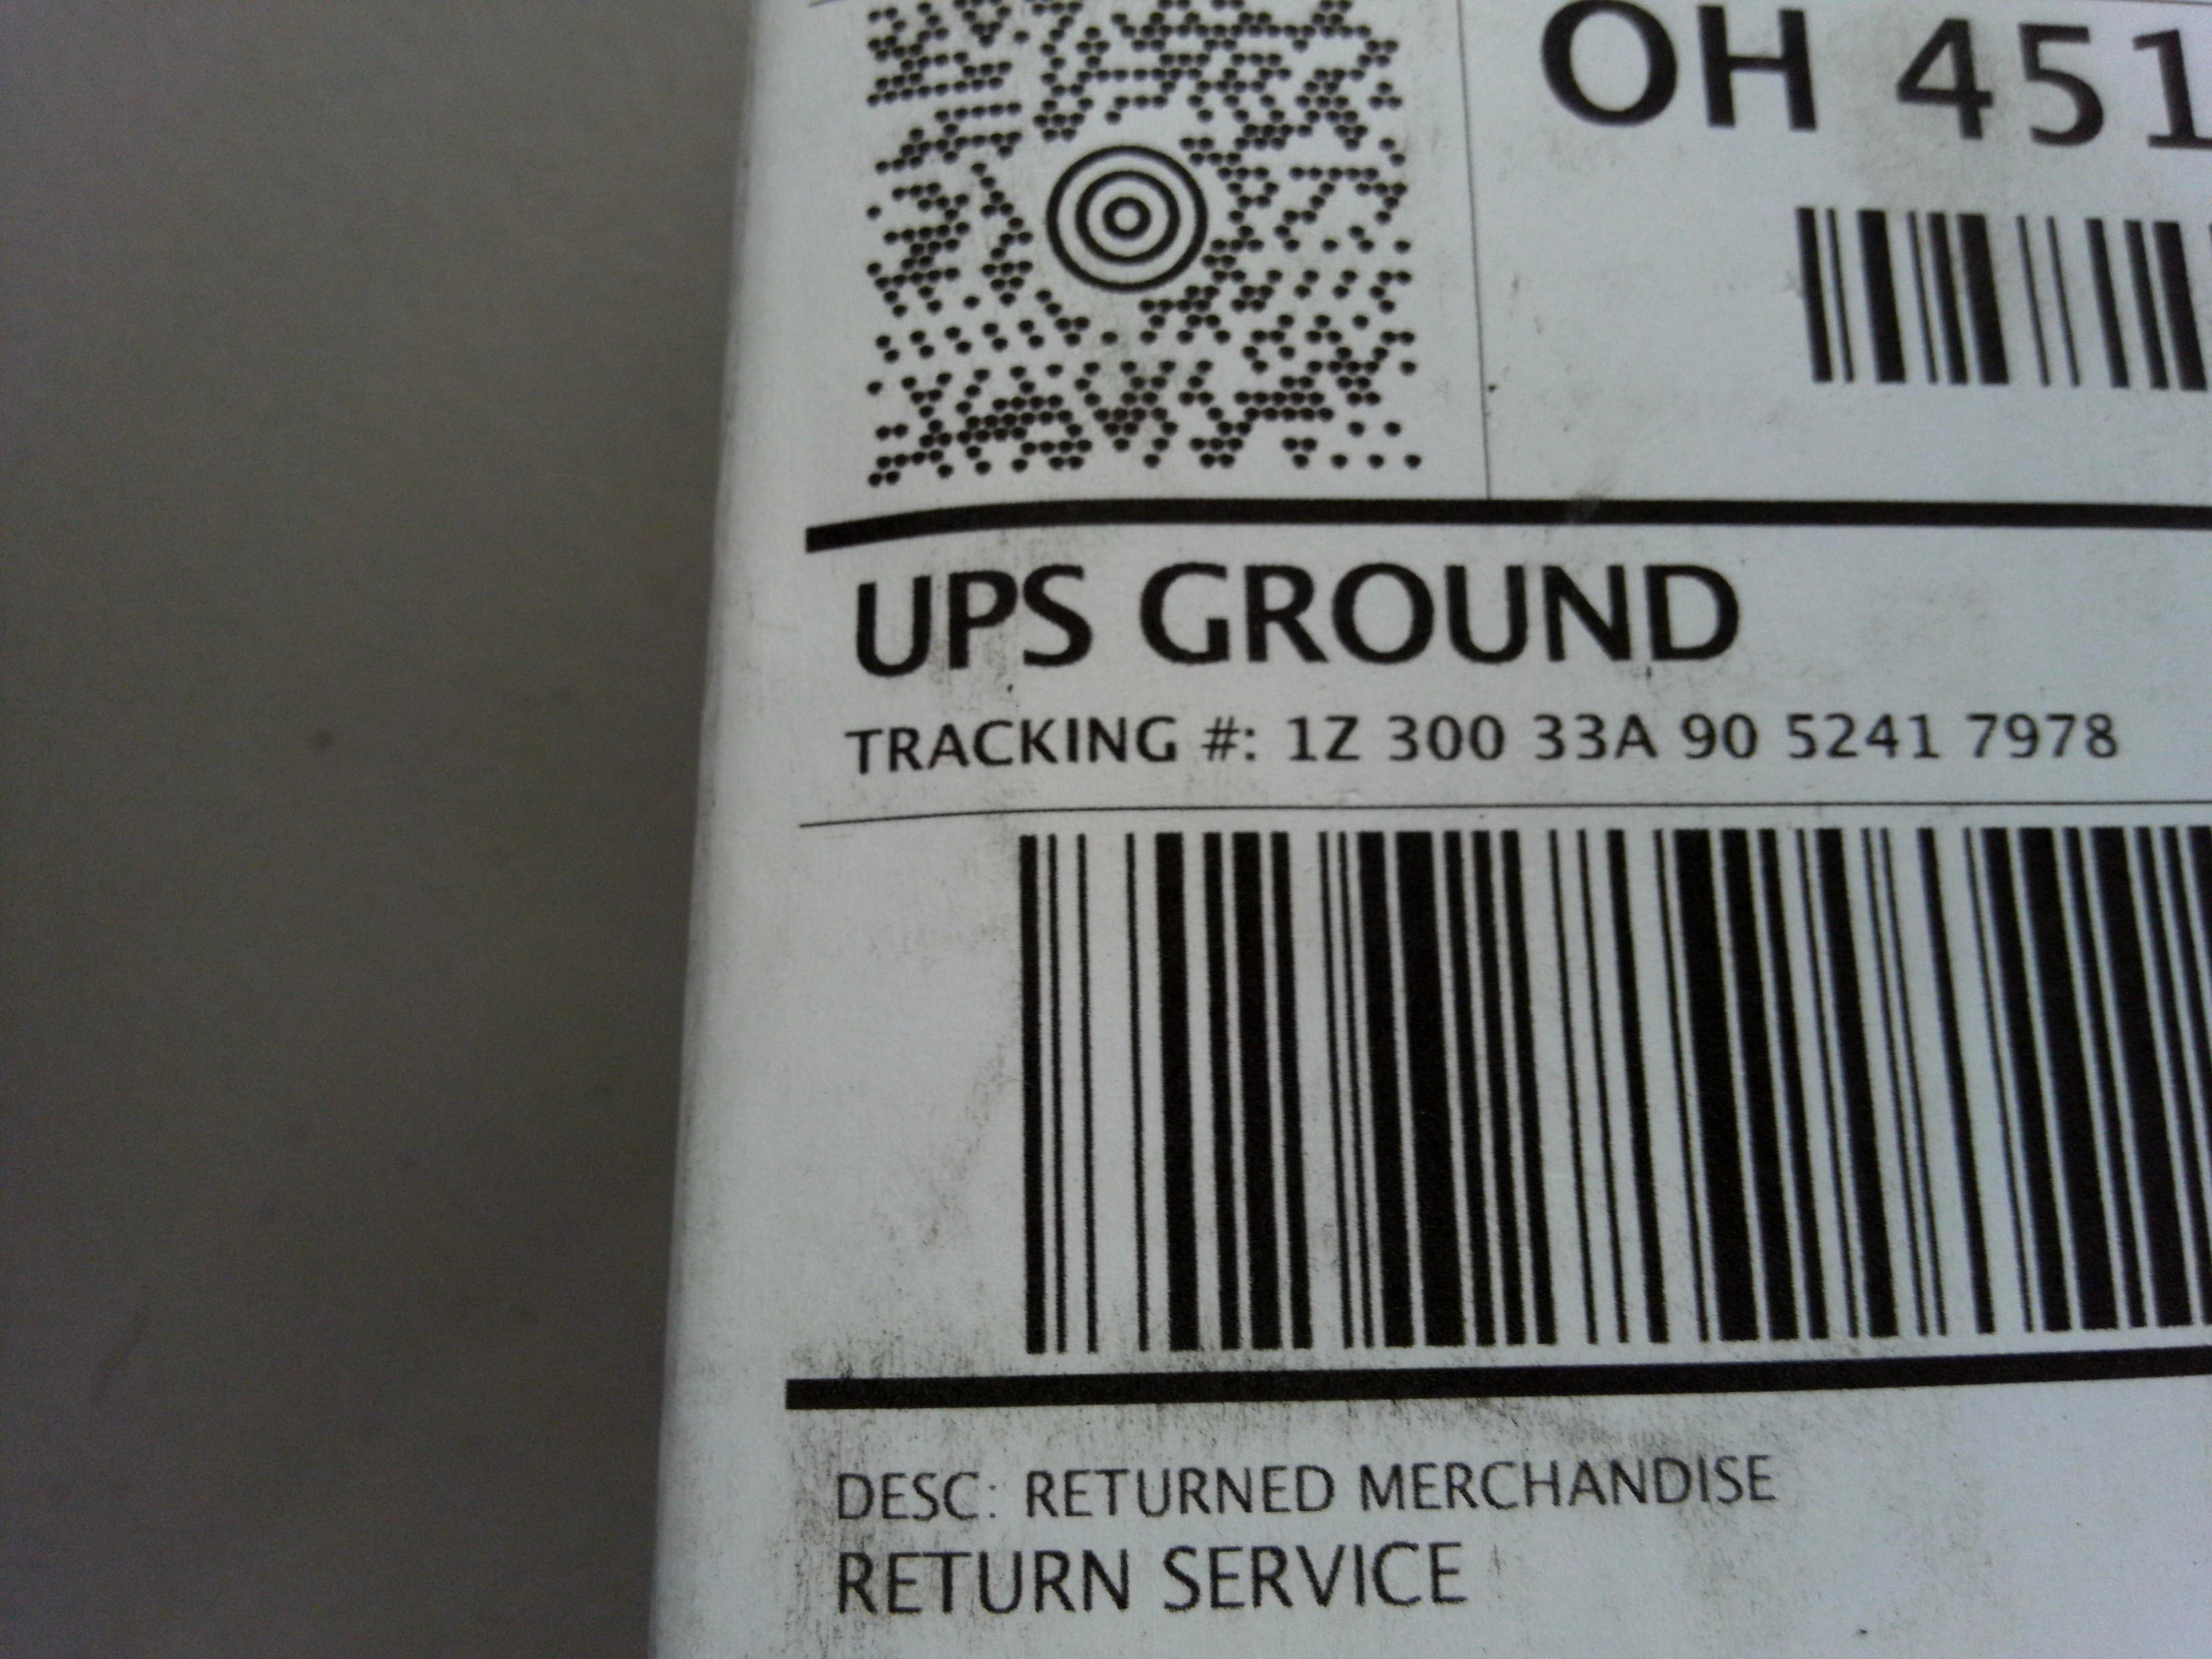 OH 451
UPS GROUND
TRACKING #: 1Z 300 33A 90 5241 7978
DESC: RETURNED MERCHANDISE
RETURN SERVICE